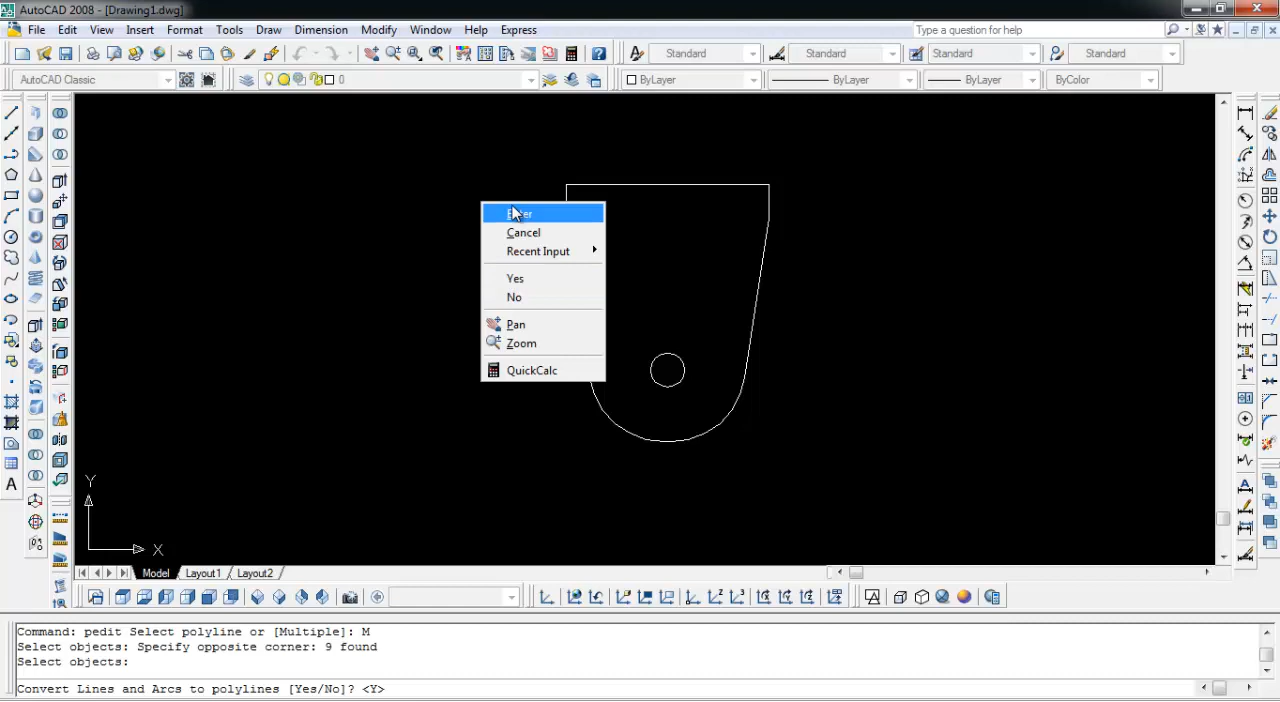 AutoCAD 2008 - [Drawing1.dwg]
File Edit View Insert Format Tools Draw Dimension Modify Window Help Express
Type a question for help
Standard Standard Standard Standard
AutoCAD Classic 0 ByLayer ByLayer ByLayer ByColor
Enter
Cancel
Recent Input
Yes
No
Pan
Zoom
QuickCalc
Y
X
A
Model Layout1 Layout2
Command: pedit Select polyline or [Multiple]: M
Select objects: Specify opposite corner: 9 found
Select objects:
Convert Lines and Arcs to polylines [Yes/No]? <Y>